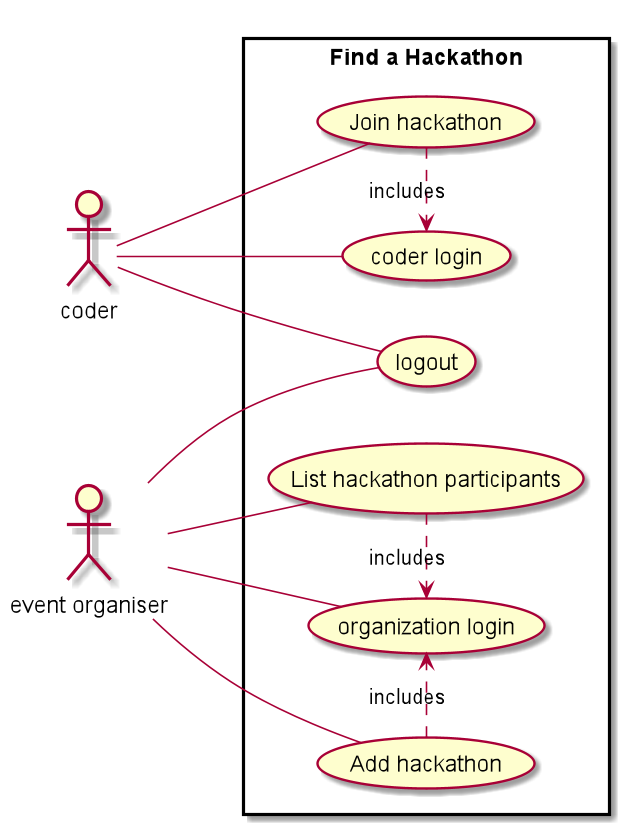 Find a Hackathon
Join hackathon
includes
coder login
coder
logout
List hackathon participants
includes
event organiser
organization login
includes
Add hackathon